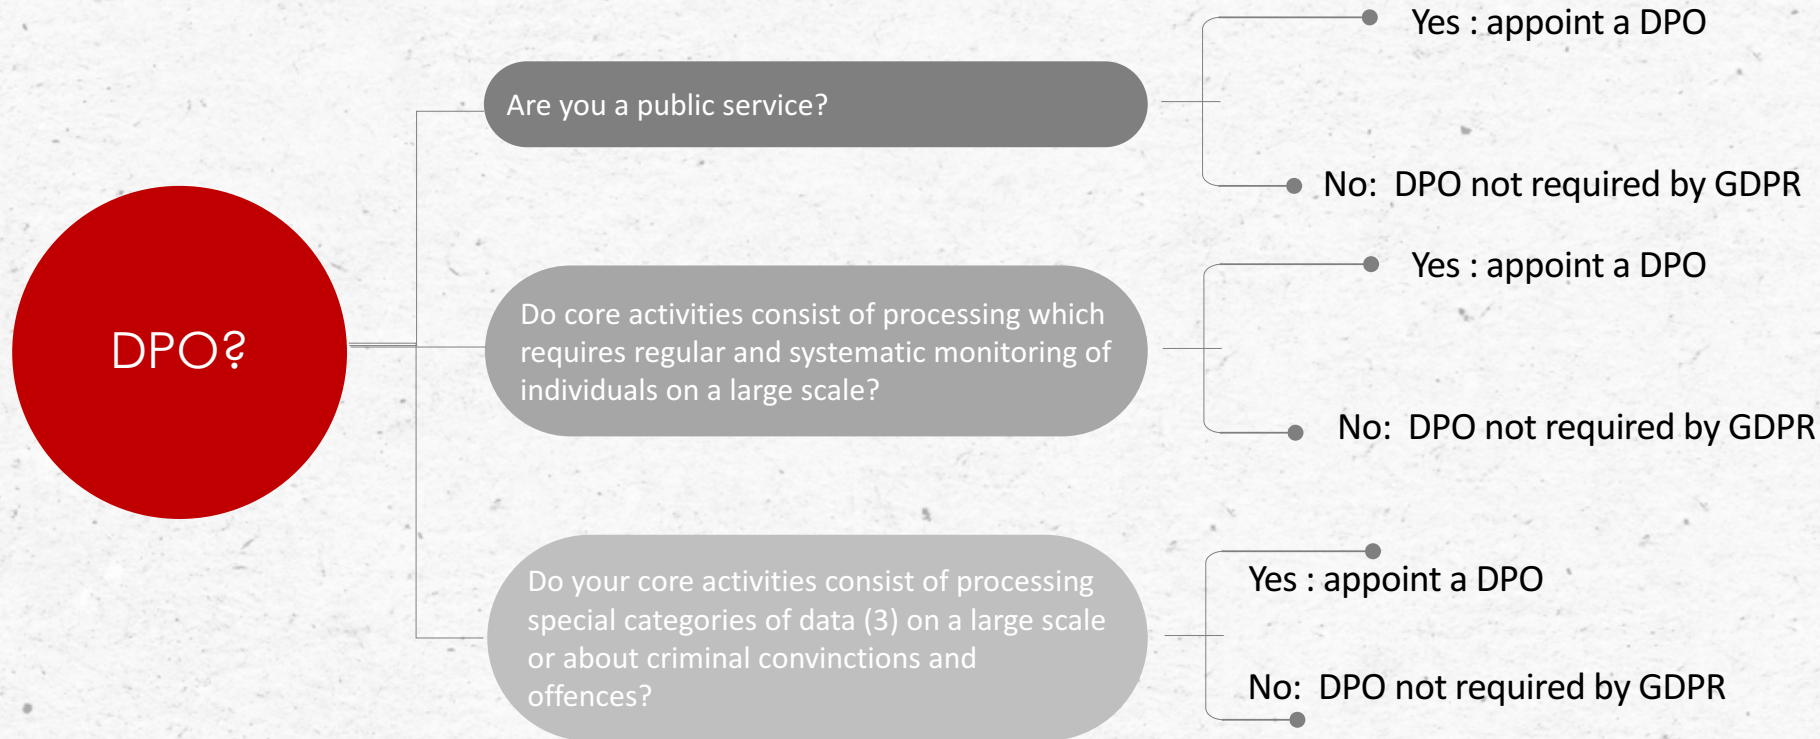 DPO?
Are you a public service?
Yes : appoint a DPO
No:  DPO not required by GDPR
Do core activities consist of processing which
requires regular and systematic monitoring of
individuals on a large scale?
Yes : appoint a DPO
No:  DPO not required by GDPR
Do your core activities consist of processing
special categories of data (3) on a large scale
or about criminal convinctions and
offences?
Yes : appoint a DPO
No:  DPO not required by GDPR